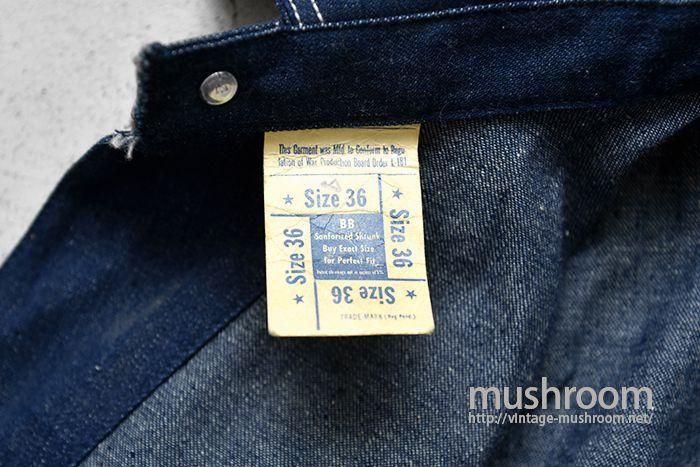 This Garment was Mfd. to Conform to Regu
lation of War Production Board Order L-181
Size 36
Size 36
BB
Sanforized Shrunk
Buy Exact Size
for Perfect Fit
Size 36
Size 36
TRADE-MARK (Reg. Pend.)
mushroom
http://vintage-mushroom.net/